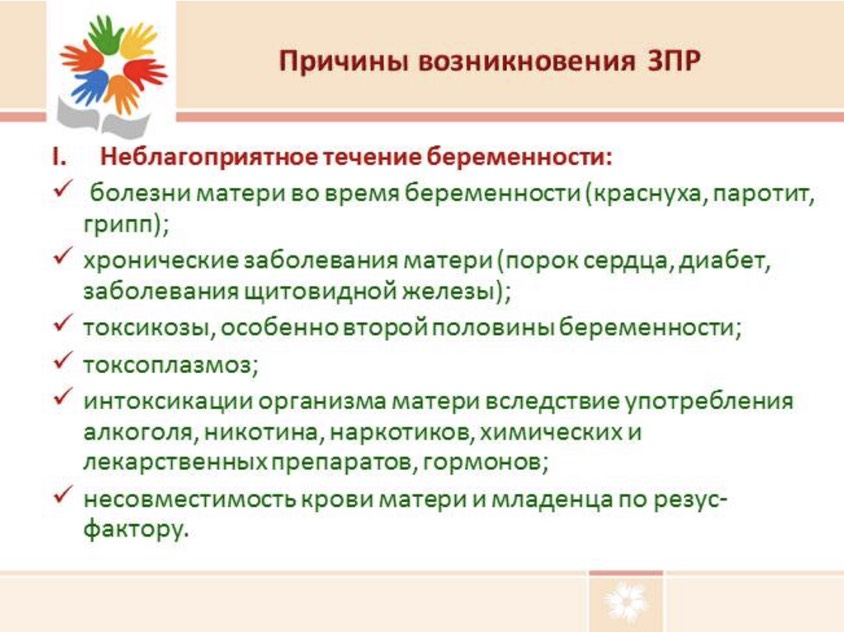 Причины возникновения ЗПР
I. Неблагоприятное течение беременности:
болезни матери во время беременности (краснуха, паротит,
грипп);
хронические заболевания матери (порок сердца, диабет,
заболевания щитовидной железы);
токсикозы, особенно второй половины беременности;
токсоплазмоз;
интоксикации организма матери вследствие употребления
алкоголя, никотина, наркотиков, химических и
лекарственных препаратов, гормонов;
несовместимость крови матери и младенца по резус-
фактору.